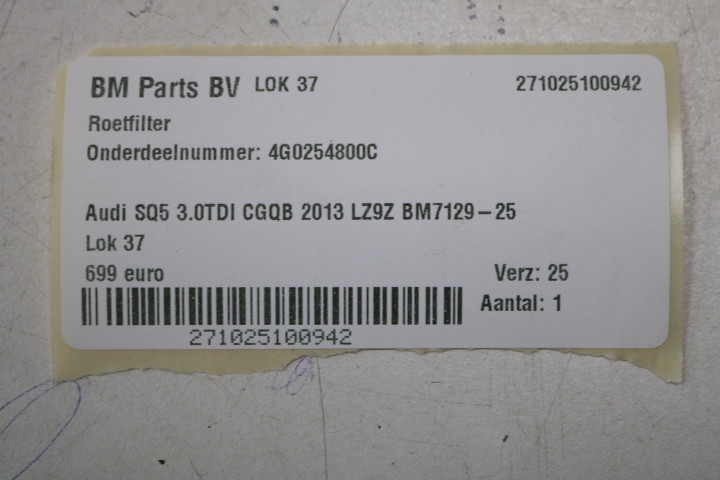 BM Parts BV LOK 37 271025100942
Roetfilter
Onderdeelnummer: 4G0254800C
Audi SQ5 3.0TDI CGQB 2013 LZ9Z BM7129-25
Lok 37
699 euro Verz: 25
Aantal: 1
271025100942